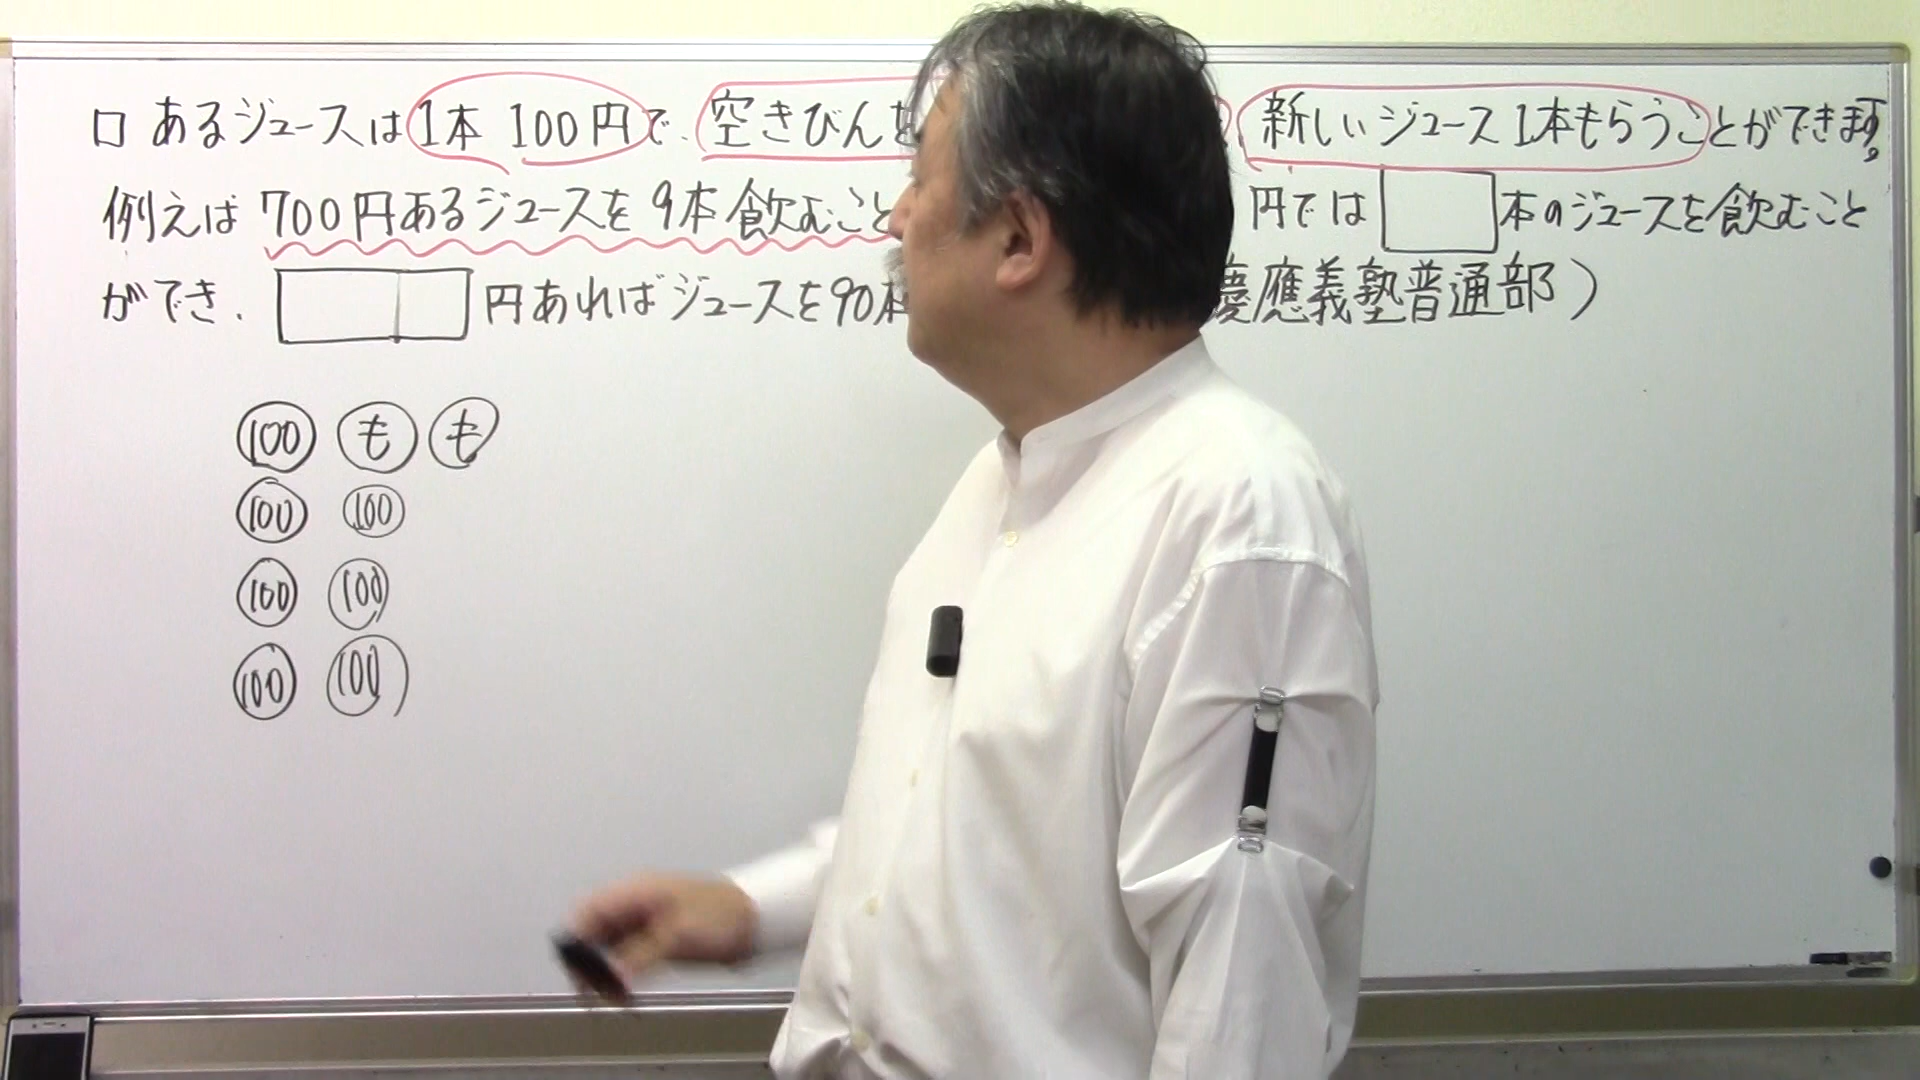 □ あるジュースは1本 100円で、空きびんを 新しいジュース1本もらうことができます。
例えば 700円あるジュースを 9本飲むこと 円では□本のジュースを飲むこと
ができ、□円あればジュースを90本 慶應義塾普通部）
100 も も
100 100
100 100
100 100